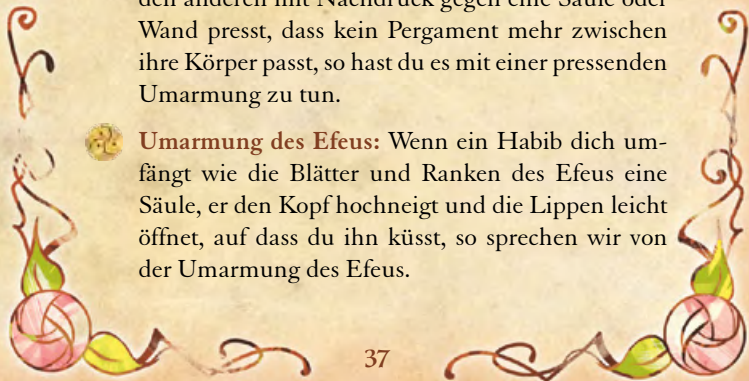 den anderen mit Nachdruck gegen eine Säule oder
Wand presst, dass kein Pergament mehr zwischen
ihre Körper passt, so hast du es mit einer pressenden
Umarmung zu tun.
Umarmung des Efeus: Wenn ein Habib dich um-
fängt wie die Blätter und Ranken des Efeus eine
Säule, er den Kopf hochneigt und die Lippen leicht
öffnet, auf dass du ihn küsst, so sprechen wir von
der Umarmung des Efeus.
37